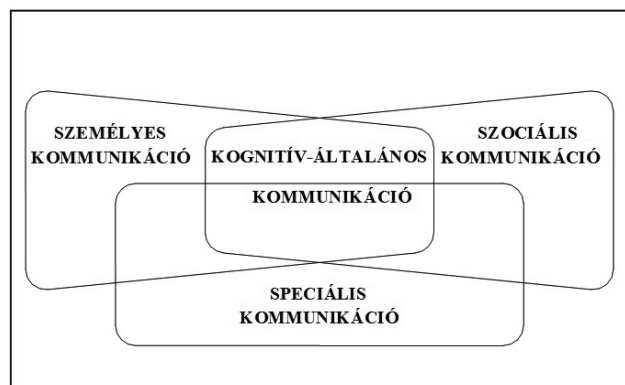 SZEMÉLYES
KOMMUNIKÁCIÓ
KOGNITÍV-ÁLTALÁNOS
KOMMUNIKÁCIÓ
SZOCIÁLIS
KOMMUNIKÁCIÓ
SPECIÁLIS
KOMMUNIKÁCIÓ